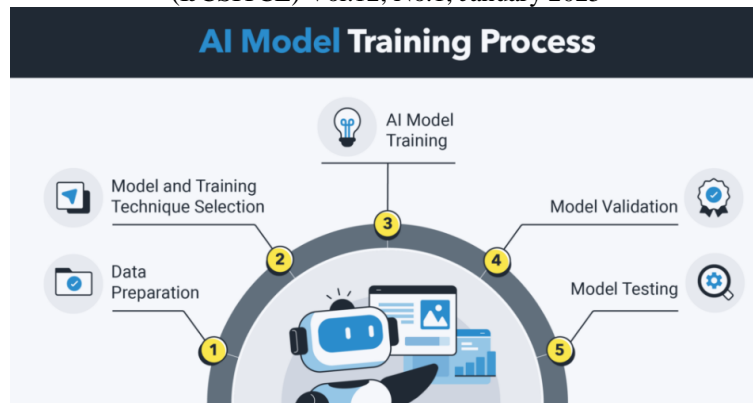 AI Model Training Process
AI Model
Training
Model and Training
Technique Selection
Model Validation
Data
Preparation
Model Testing
3
2
4
1
5